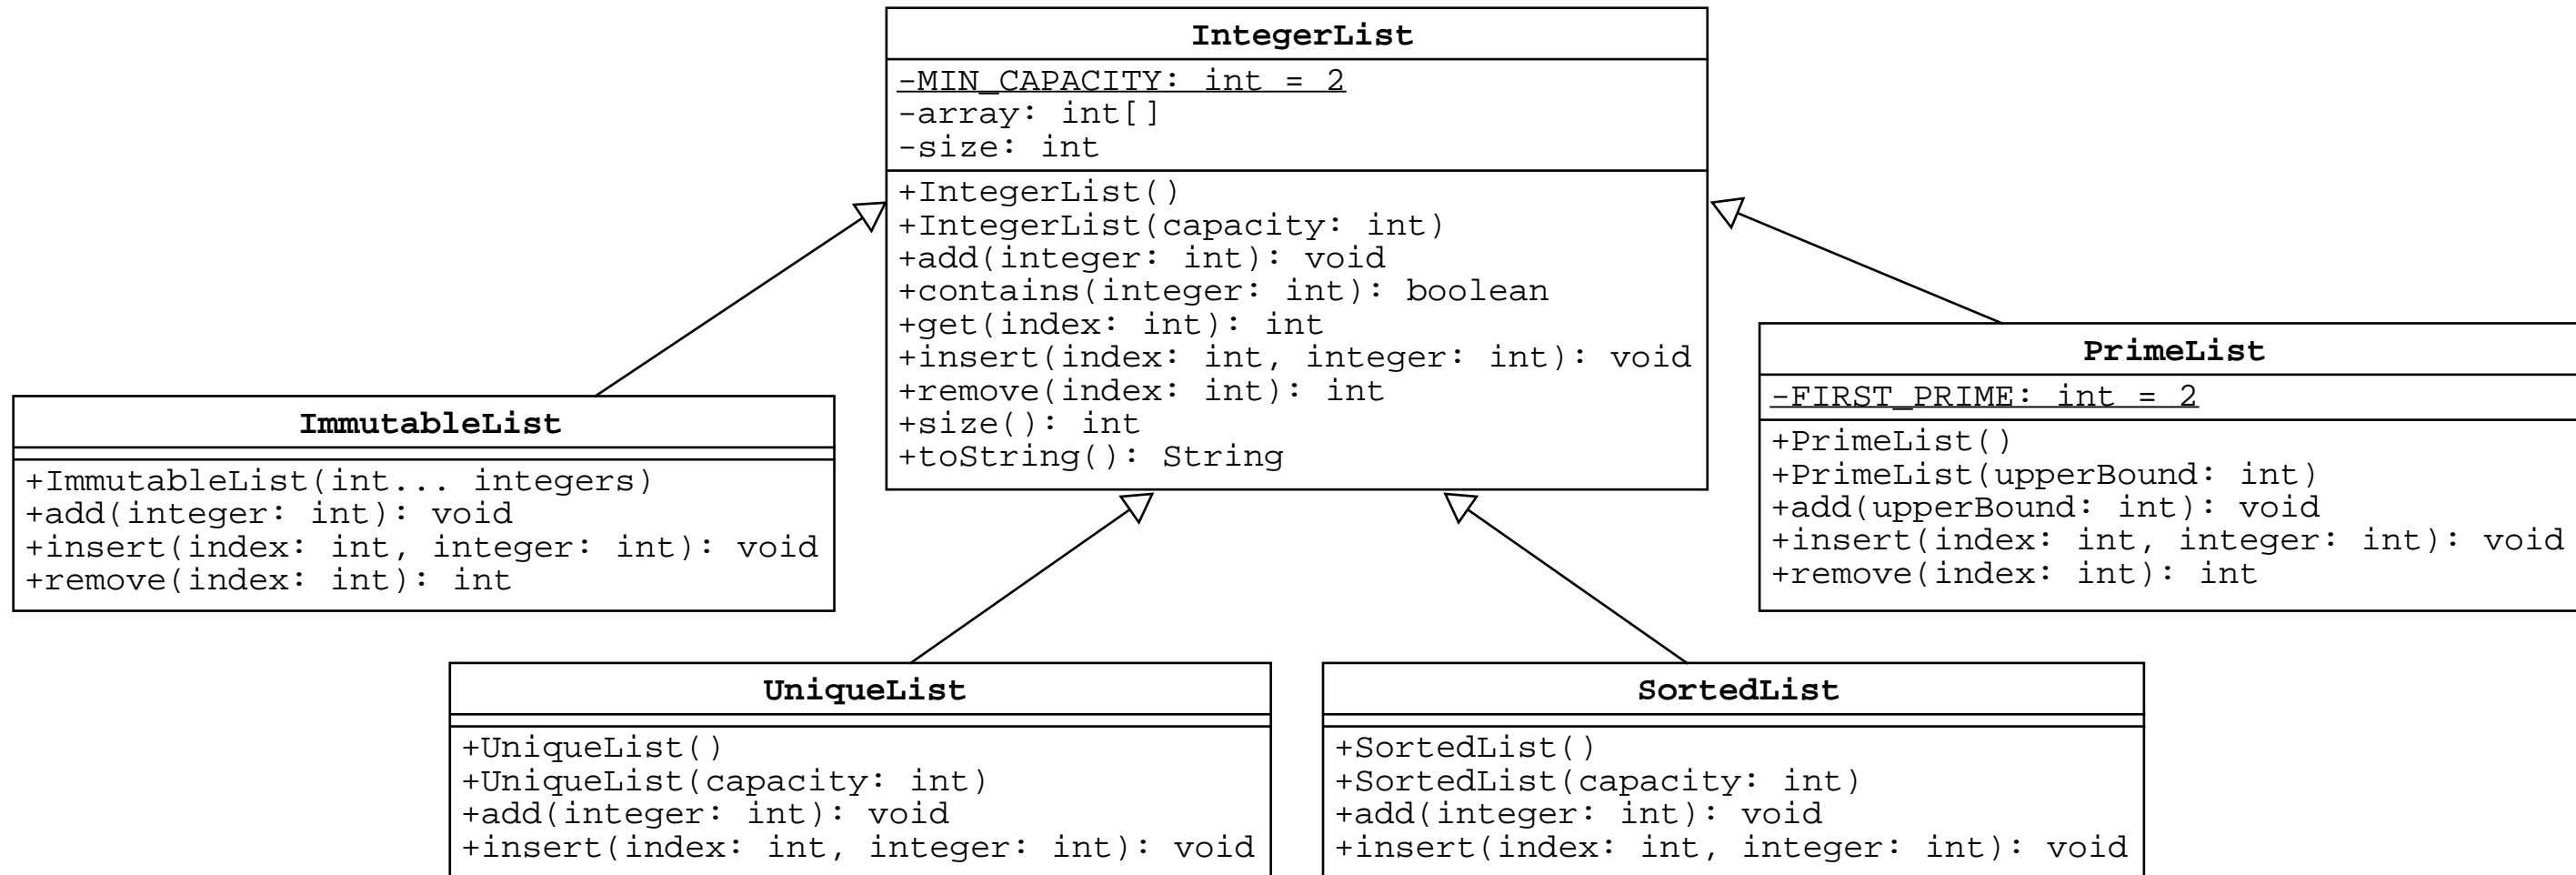 IntegerList
-MIN_CAPACITY: int = 2
-array: int[]
-size: int
+IntegerList()
+IntegerList(capacity: int)
+add(integer: int): void
+contains(integer: int): boolean
+get(index: int): int
+insert(index: int, integer: int): void
+remove(index: int): int
+size(): int
+toString(): String
ImmutableList
+ImmutableList(int... integers)
+add(integer: int): void
+insert(index: int, integer: int): void
+remove(index: int): int
PrimeList
-FIRST_PRIME: int = 2
+PrimeList()
+PrimeList(upperBound: int)
+add(upperBound: int): void
+insert(index: int, integer: int): void
+remove(index: int): int
UniqueList
+UniqueList()
+UniqueList(capacity: int)
+add(integer: int): void
+insert(index: int, integer: int): void
SortedList
+SortedList()
+SortedList(capacity: int)
+add(integer: int): void
+insert(index: int, integer: int): void